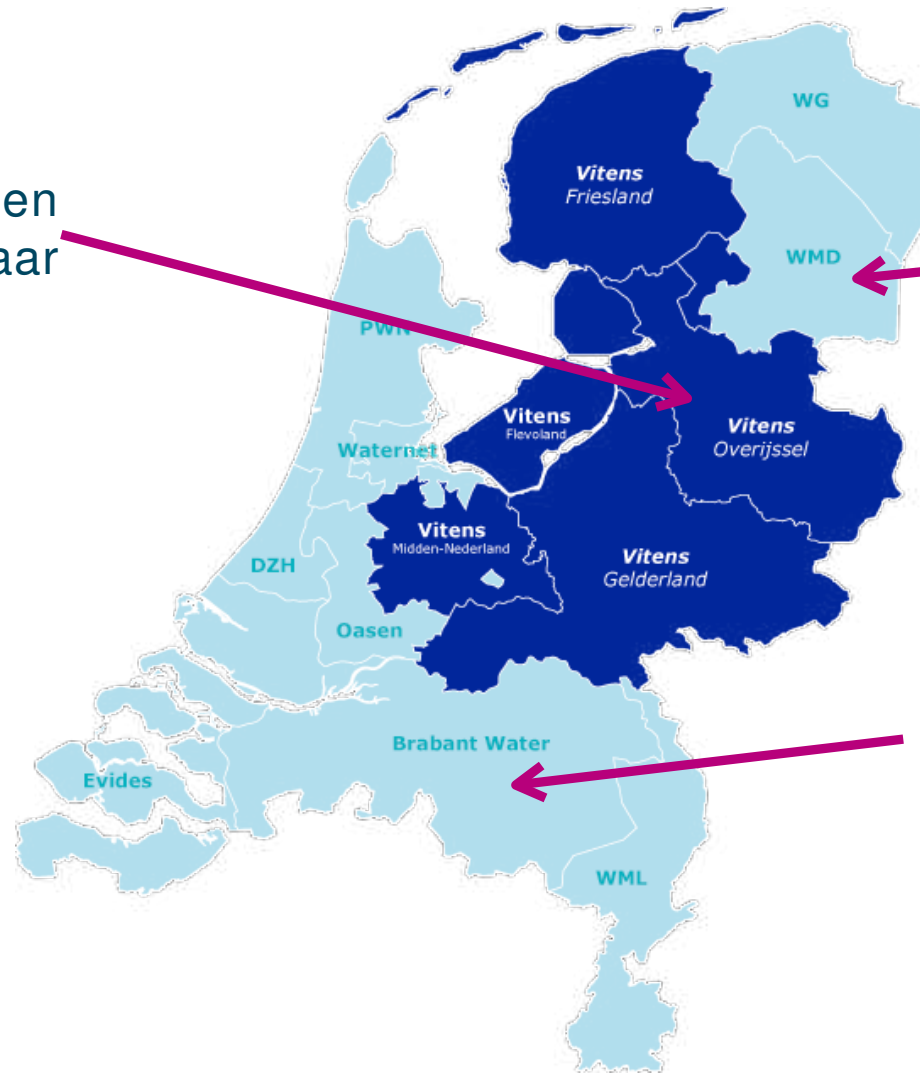 WG
Vitens
Friesland
en
aar
WMD
PWN
Vitens
Flevoland
Vitens
Overijssel
Waternet
Vitens
Midden-Nederland
Vitens
Gelderland
DZH
Oasen
Brabant Water
Evides
WML